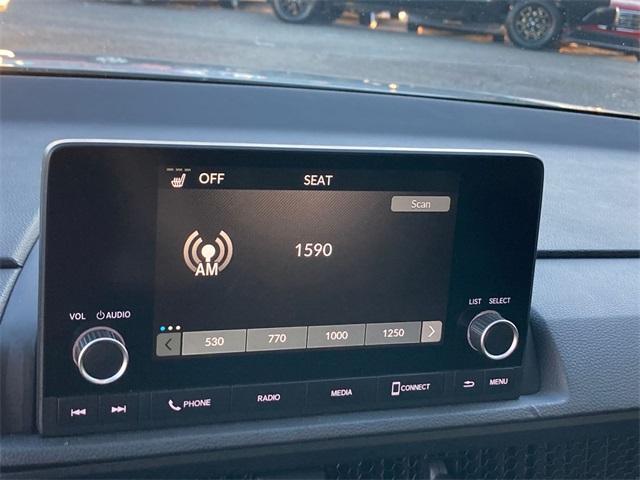 OFF SEAT
Scan
AM 1590
530 770 1000 1250
VOL AUDIO
LIST SELECT
PHONE RADIO MEDIA CONNECT MENU